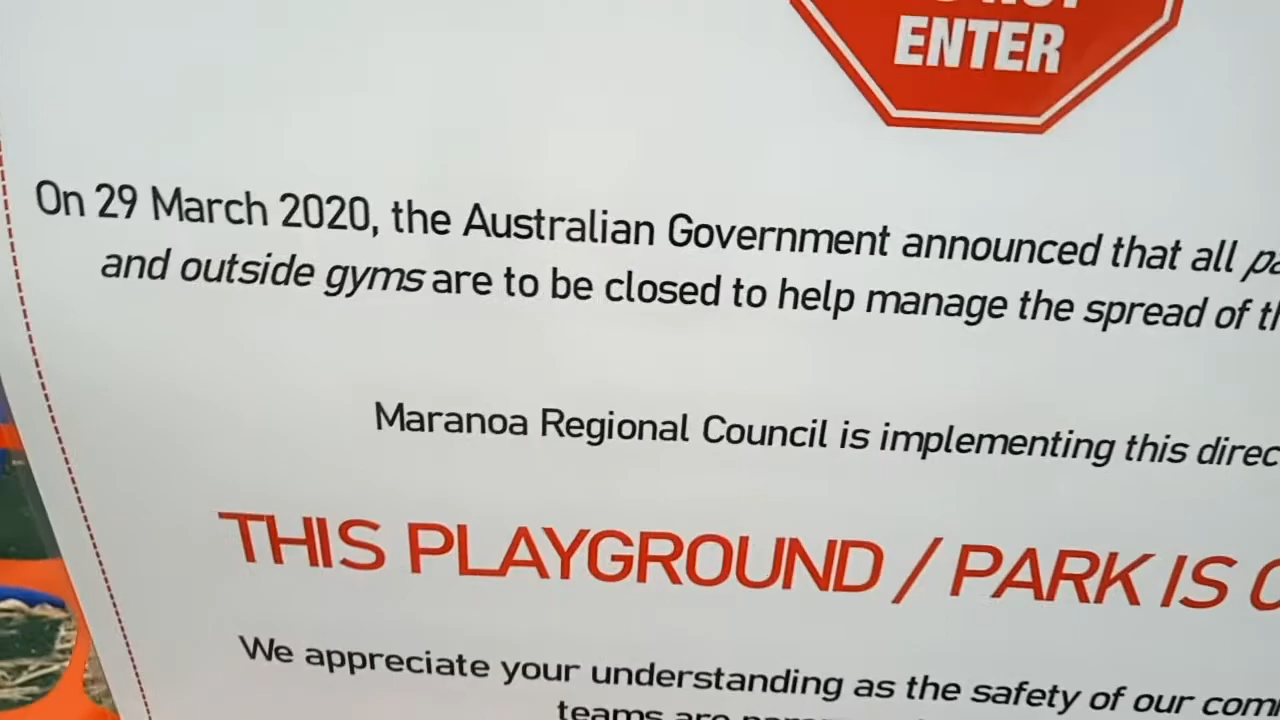 ENTER
On 29 March 2020, the Australian Government announced that all
and outside gyms are to be closed to help manage the spread of
Maranoa Regional Council is implementing this
THIS PLAYGROUND / PARK IS
We appreciate your understanding as the safety of our
teams are